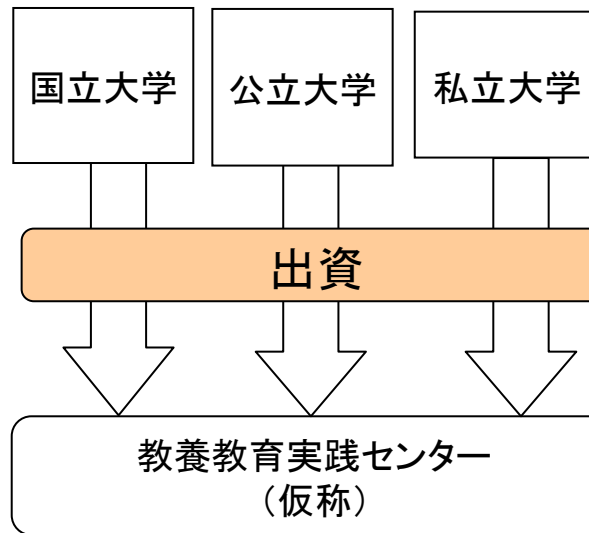 国立大学
公立大学
私立大学
出資
教養教育実践センター
（仮称）